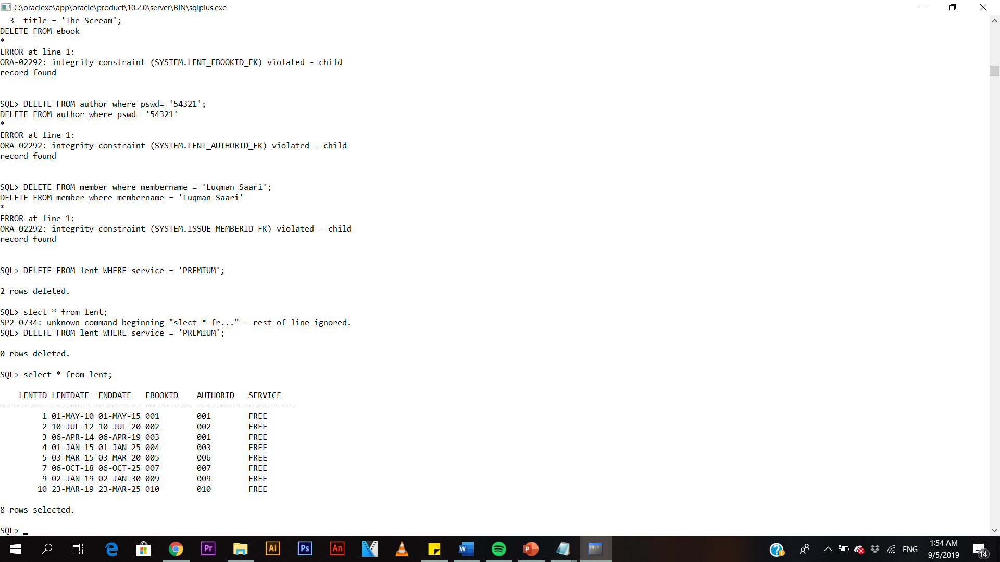 C:\oraclexe\app\oracle\product\10.2.0\server\BIN\sqlplus.exe
  3  title = 'The Scream';
DELETE FROM ebook
*
ERROR at line 1:
ORA-02292: integrity constraint (SYSTEM.LENT_EBOOKID_FK) violated - child
record found
SQL> DELETE FROM author where pswd= '54321';
DELETE FROM author where pswd= '54321'
*
ERROR at line 1:
ORA-02292: integrity constraint (SYSTEM.LENT_AUTHORID_FK) violated - child
record found
SQL> DELETE FROM member where membername = 'Luqman Saari';
DELETE FROM member where membername = 'Luqman Saari'
*
ERROR at line 1:
ORA-02292: integrity constraint (SYSTEM.ISSUE_MEMBERID_FK) violated - child
record found
SQL> DELETE FROM lent WHERE service = 'PREMIUM';
2 rows deleted.
SQL> slect * from lent;
SP2-0734: unknown command beginning "slect * fr..." - rest of line ignored.
SQL> DELETE FROM lent WHERE service = 'PREMIUM';
0 rows deleted.
SQL> select * from lent;
    LENTID LENTDATE  ENDDATE   EBOOKID    AUTHORID   SERVICE
---------- --------- --------- ---------- ---------- ----------
         1 01-MAY-10 01-MAY-15 001        001        FREE
         2 10-JUL-12 10-JUL-20 002        002        FREE
         3 06-APR-14 06-APR-19 003        001        FREE
         4 01-JAN-15 01-JAN-25 004        003        FREE
         5 03-MAR-15 03-MAR-20 005        006        FREE
         7 06-OCT-18 06-OCT-25 007        007        FREE
         9 02-JAN-19 02-JAN-30 009        009        FREE
        10 23-MAR-19 23-MAR-25 010        010        FREE
8 rows selected.
SQL>
Pr
Ai
Ps
An
W
P
SQL>
ENG
1:54 AM
9/5/2019
14